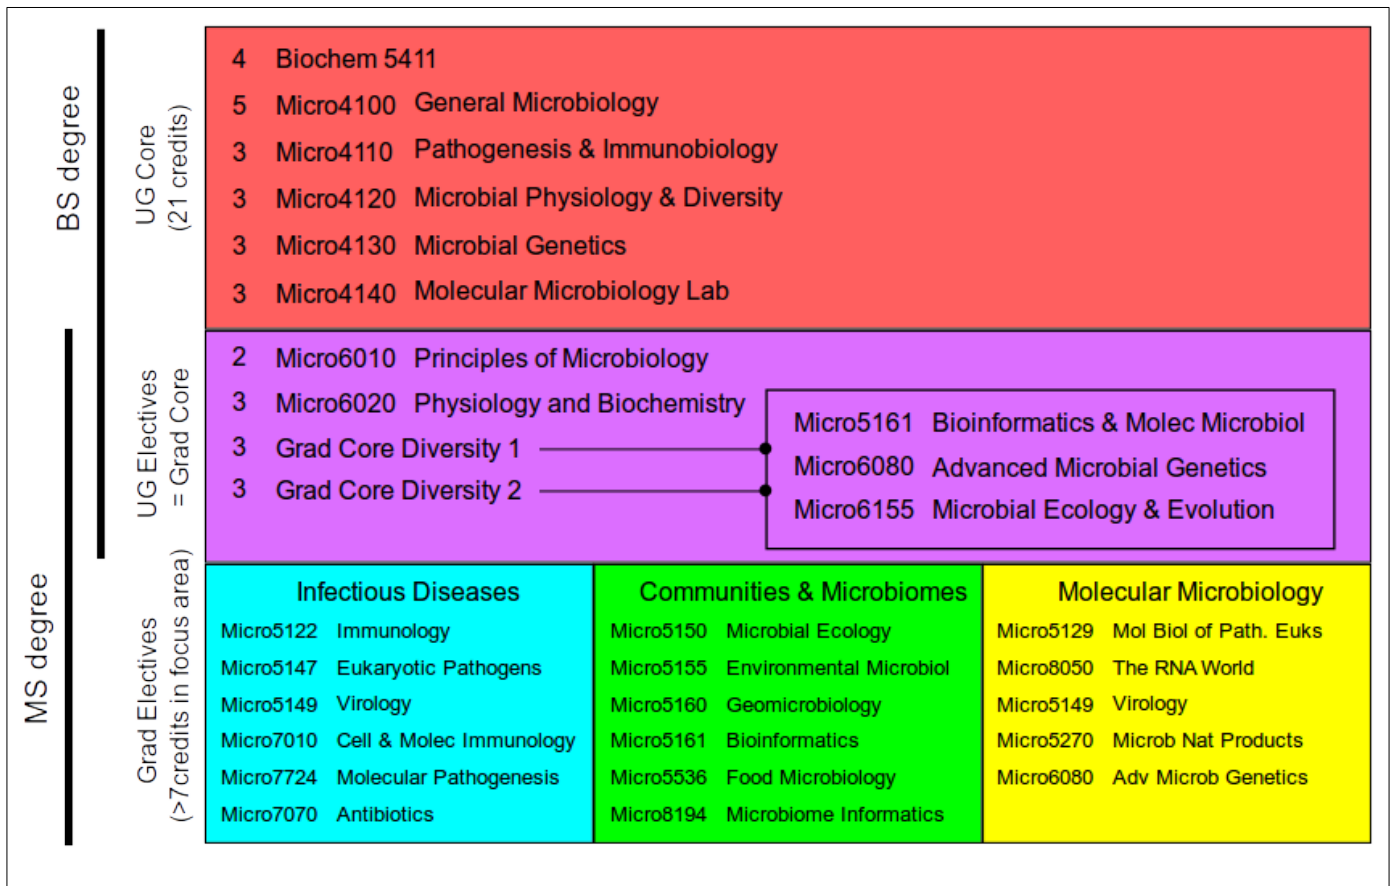 BS degree
UG Core
(21 credits)
4 Biochem 5411
5 Micro4100 General Microbiology
3 Micro4110 Pathogenesis & Immunobiology
3 Micro4120 Microbial Physiology & Diversity
3 Micro4130 Microbial Genetics
3 Micro4140 Molecular Microbiology Lab
MS degree
UG Electives
= Grad Core
2 Micro6010 Principles of Microbiology
3 Micro6020 Physiology and Biochemistry
3 Grad Core Diversity 1
3 Grad Core Diversity 2
Micro5161 Bioinformatics & Molec Microbiol
Micro6080 Advanced Microbial Genetics
Micro6155 Microbial Ecology & Evolution
Grad Electives
(>7credits in focus area)
Infectious Diseases
Micro5122 Immunology
Micro5147 Eukaryotic Pathogens
Micro5149 Virology
Micro7010 Cell & Molec Immunology
Micro7724 Molecular Pathogenesis
Micro7070 Antibiotics
Communities & Microbiomes
Micro5150 Microbial Ecology
Micro5155 Environmental Microbiol
Micro5160 Geomicrobiology
Micro5161 Bioinformatics
Micro5536 Food Microbiology
Micro8194 Microbiome Informatics
Molecular Microbiology
Micro5129 Mol Biol of Path. Euks
Micro8050 The RNA World
Micro5149 Virology
Micro5270 Microb Nat Products
Micro6080 Adv Microb Genetics